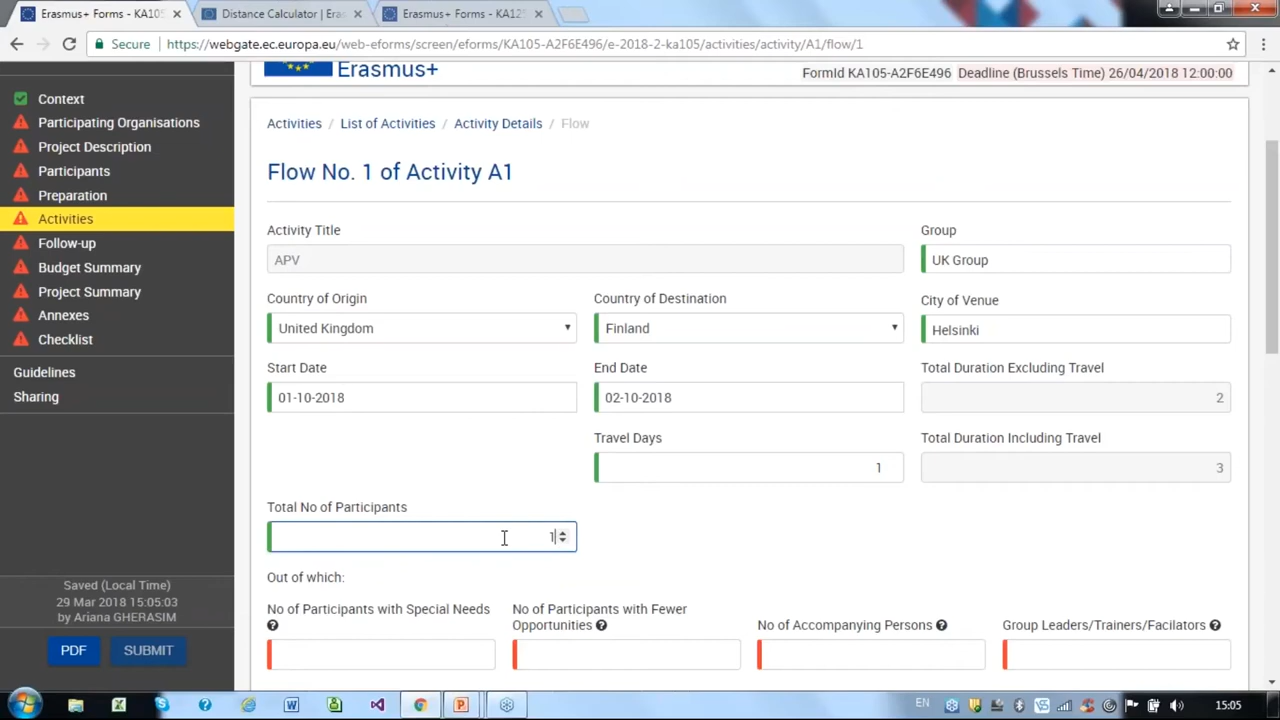 Erasmus+ Forms - KA105
Distance Calculator | Eras
Erasmus+ Forms - KA125
Secure
https://webgate.ec.europa.eu/web-eforms/screen/eforms/KA105-A2F6E496/e-2018-2-ka105/activities/activity/A1/flow/1
Erasmus+
FormId KA105-A2F6E496 Deadline (Brussels Time) 26/04/2018 12:00:00
Context
Participating Organisations
Project Description
Participants
Preparation
Activities
Follow-up
Budget Summary
Project Summary
Annexes
Checklist
Guidelines
Sharing
Saved (Local Time)
29 Mar 2018 15:05:03
by Ariana GHERASIM
PDF
SUBMIT
Activities / List of Activities / Activity Details / Flow
Flow No. 1 of Activity A1
Activity Title
APV
Group
UK Group
Country of Origin
United Kingdom
Country of Destination
Finland
City of Venue
Helsinki
Start Date
01-10-2018
End Date
02-10-2018
Total Duration Excluding Travel
2
Travel Days
1
Total Duration Including Travel
3
Total No of Participants
1
Out of which:
No of Participants with Special Needs
No of Participants with Fewer
Opportunities
No of Accompanying Persons
Group Leaders/Trainers/Facilators
EN
15:05